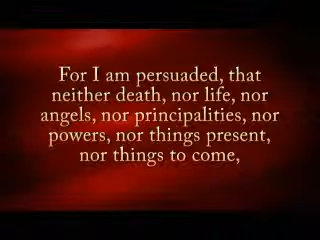 For I am persuaded, that
neither death, nor life, nor
angels, nor principalities, nor
powers, nor things present,
nor things to come,